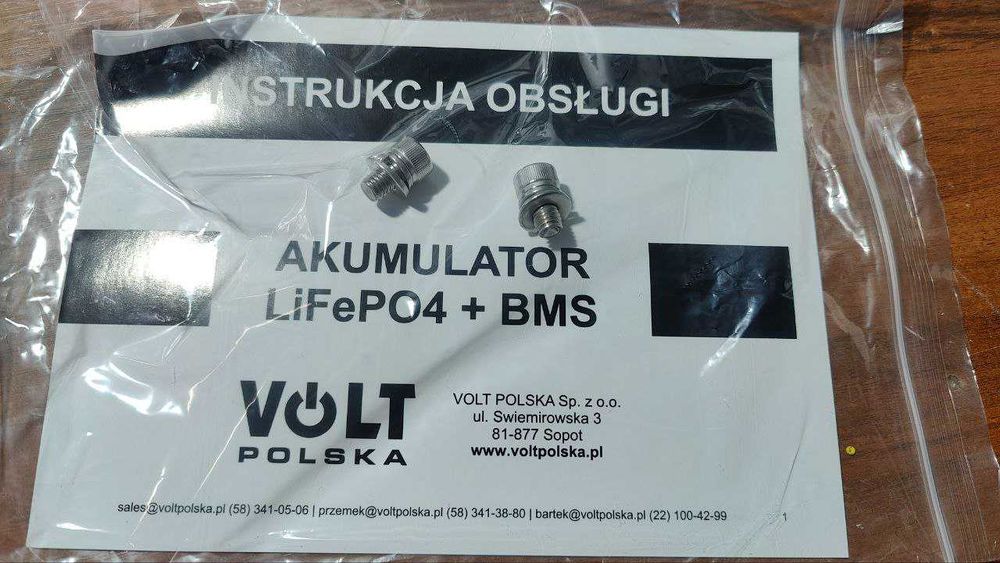 INSTRUKCJA OBSŁUGI
AKUMULATOR
LiFePO4 + BMS
VOLT
POLSKA
VOLT POLSKA Sp. z o.o.
ul. Swiemirowska 3
81-877 Sopot
www.voltpolska.pl
sales@voltpolska.pl (58) 341-05-06 | przemek@voltpolska.pl (58) 341-38-80 | bartek@voltpolska.pl (22) 100-42-99
1